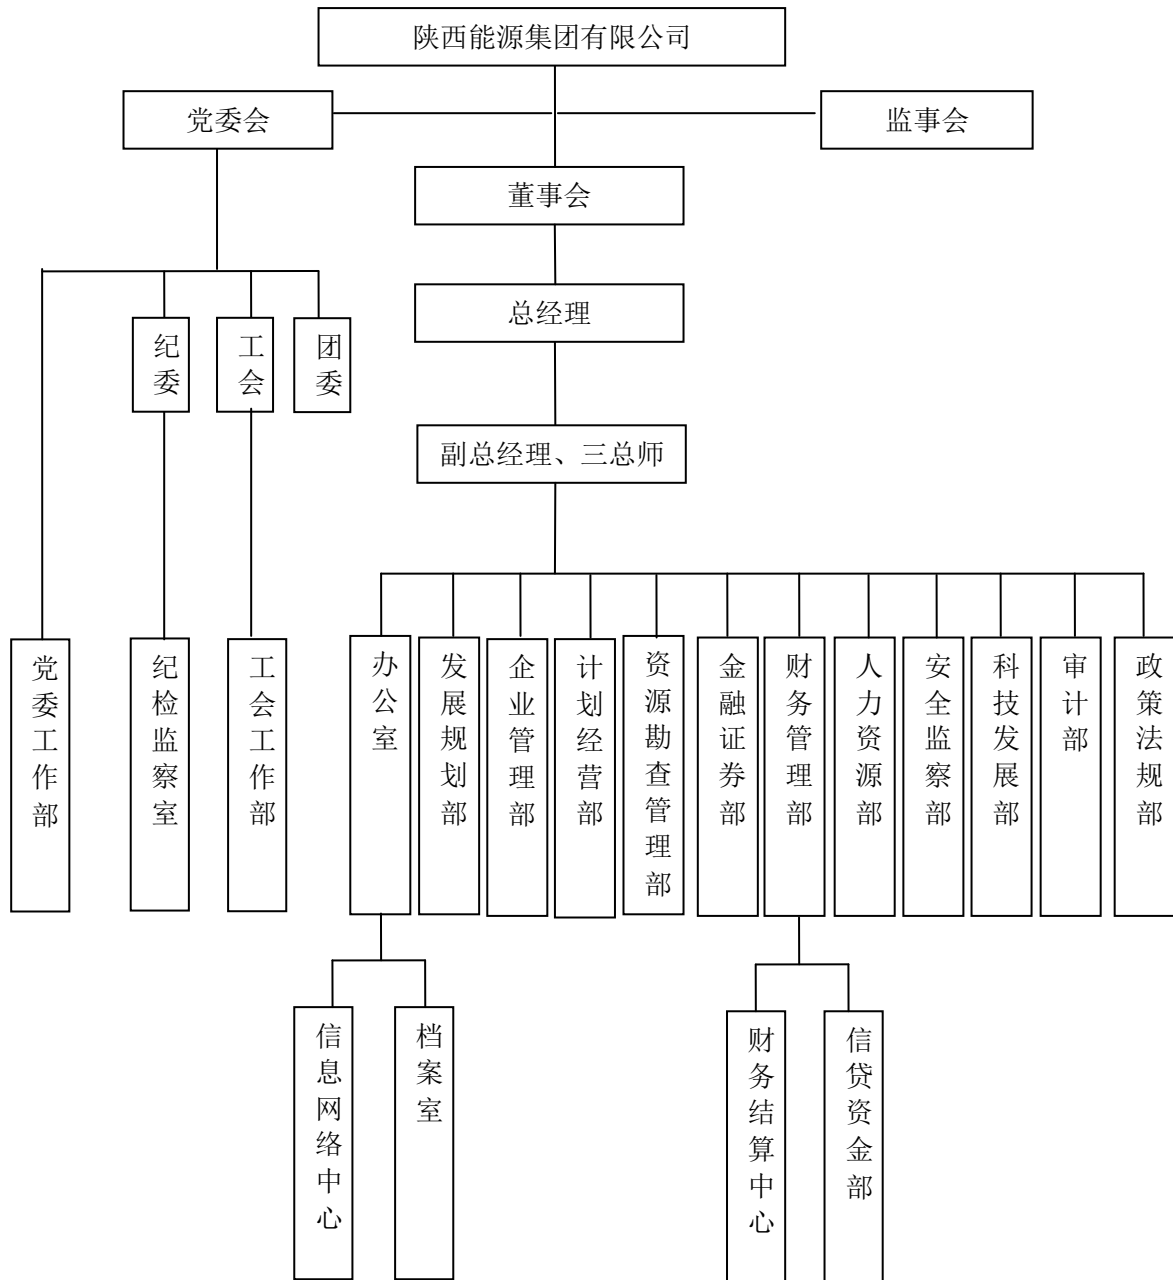 陕西能源集团有限公司
党委会
监事会
董事会
总经理
纪委
工会
团委
副总经理、三总师
党委工作部
纪检监察室
工会工作部
办公室
发展规划部
企业管理部
计划经营部
资源勘查管理部
金融证券部
财务管理部
人力资源部
安全监察部
科技发展部
审计部
政策法规部
信息网络中心
档案室
财务结算中心
信贷资金部